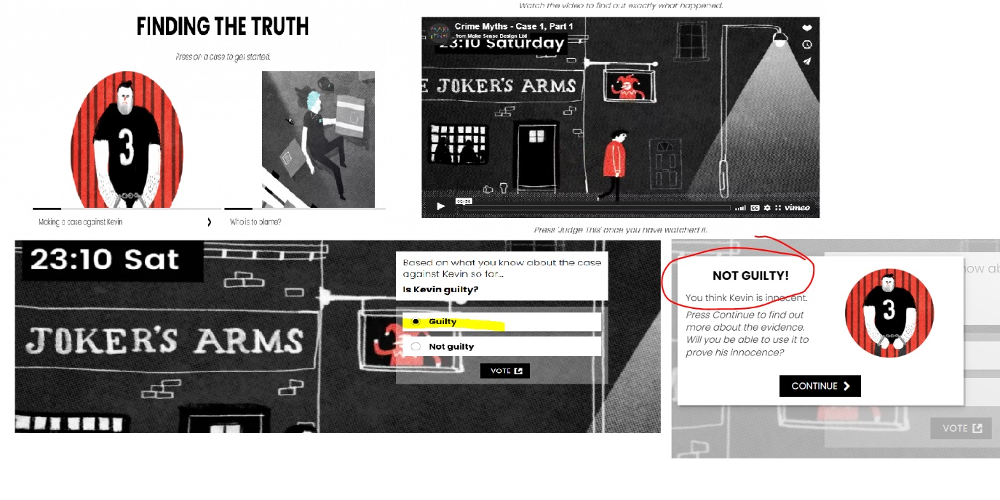 FINDING THE TRUTH
Press on a case to get started.
3
Making a case against Kevin
Who is to blame?
Watch the video to find out exactly what happened.
Crime Myths - Case 1, Part 1
from Make Sense Design Ltd
23:10 Saturday
E JOKER'S ARMS
00:58
CC
vimeo
Press 'Judge This' once you have watched it.
23:10 Sat
JOKER'S ARMS
Based on what you know about the case
against Kevin so far...
Is Kevin guilty?
Guilty
Not guilty
VOTE
NOT GUILTY!
You think Kevin is innocent.
Press Continue to find out
more about the evidence.
Will you be able to use it to
prove his innocence?
3
CONTINUE
now ab
VOTE